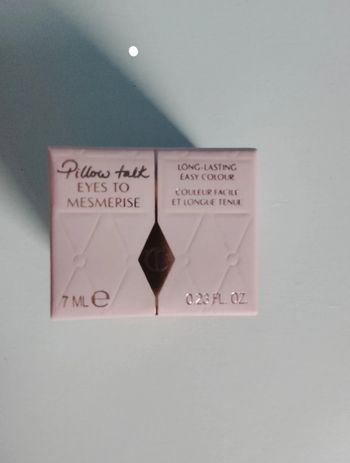 Pillow talk
EYES TO
MESMERISE
LONG-LASTING
EASY COLOUR
COULEUR FACILE
ET LONGUE TENUE
7 ML ℮
0.23 FL. OZ.